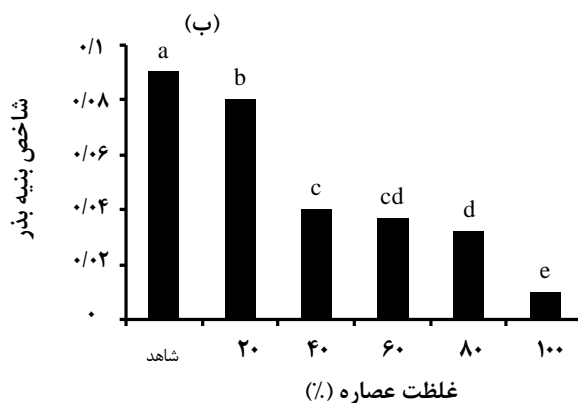 (ب)
شاخص بنیه بذر
۰/۱
۰/۰۸
۰/۰۶
۰/۰۴
۰/۰۲
۰
a
b
c
cd
d
e
شاهد ۲۰ ۴۰ ۶۰ ۸۰ ۱۰۰
غلظت عصاره (٪)